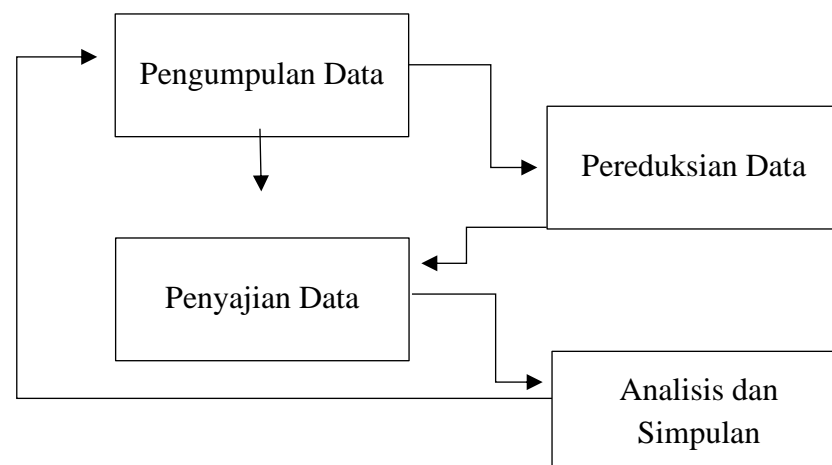 Pengumpulan Data
Pereduksian Data
Penyajian Data
Analisis dan
Simpulan